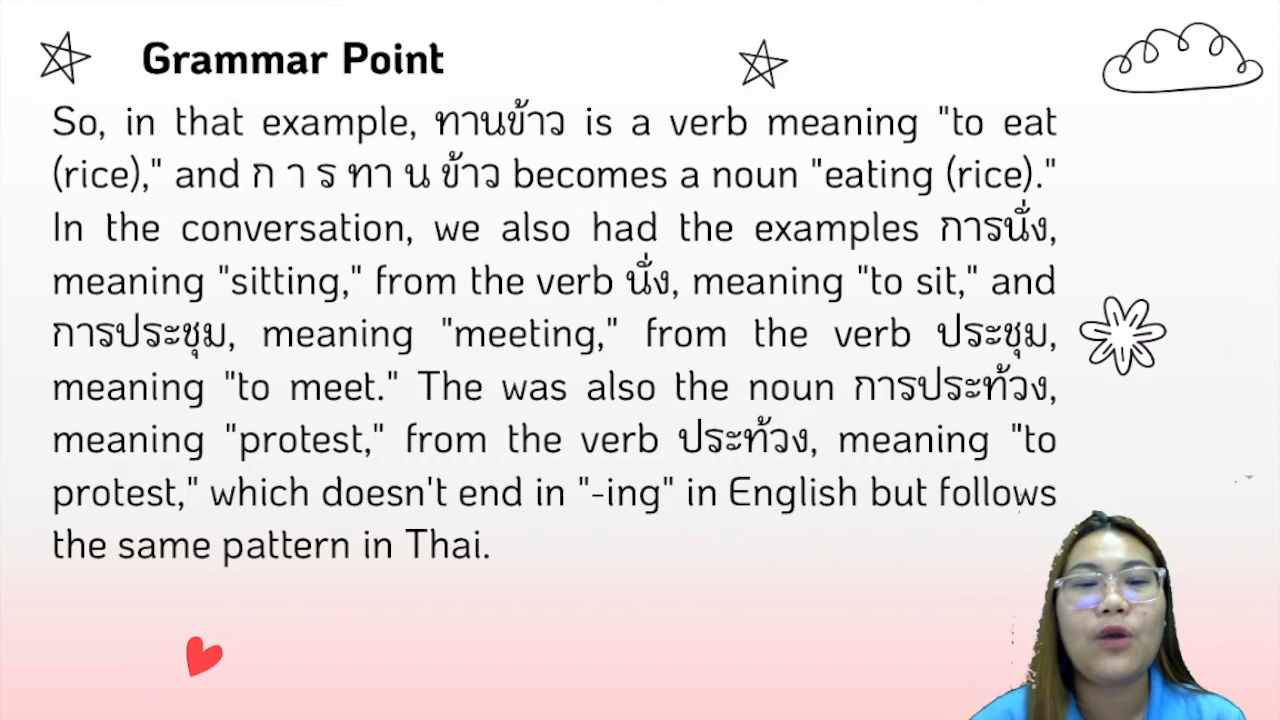 Grammar Point
So, in that example, ทานข้าว is a verb meaning "to eat
(rice)," and ก า ร ทา น ข้าว becomes a noun "eating (rice)."
In the conversation, we also had the examples การนั่ง,
meaning "sitting," from the verb นั่ง, meaning "to sit," and
การประชุม, meaning "meeting," from the verb ประชุม,
meaning "to meet." The was also the noun การประท้วง,
meaning "protest," from the verb ประท้วง, meaning "to
protest," which doesn't end in "-ing" in English but follows
the same pattern in Thai.